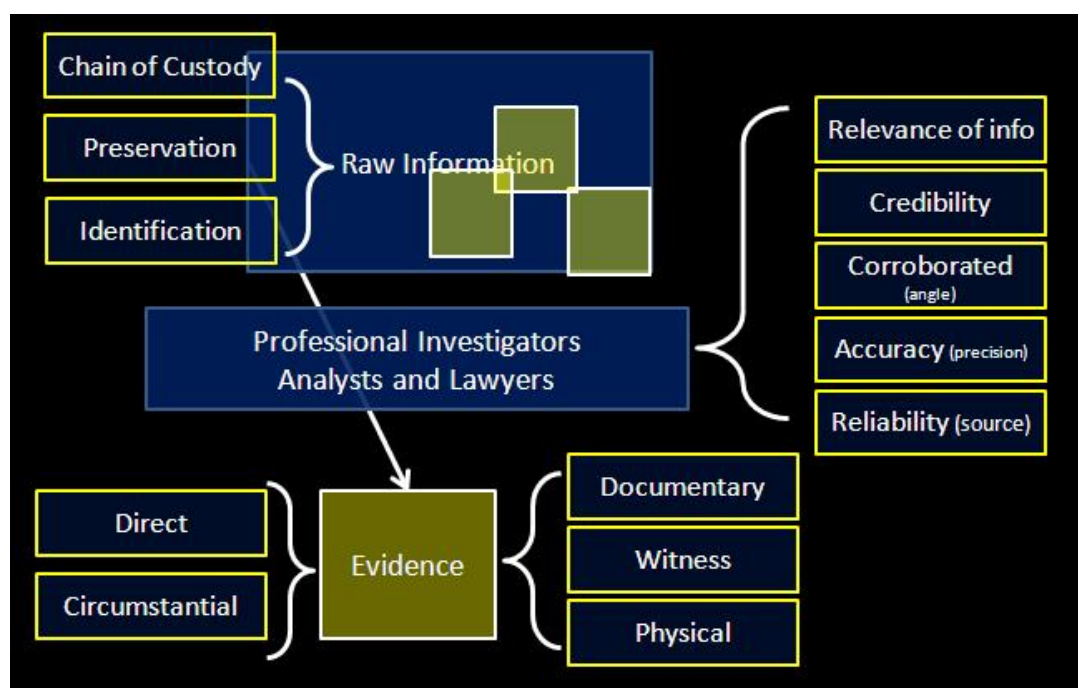 Chain of Custody
Preservation
Identification
Raw Information
Relevance of info
Credibility
Corroborated
(angle)
Accuracy (precision)
Reliability (source)
Professional Investigators
Analysts and Lawyers
Direct
Circumstantial
Evidence
Documentary
Witness
Physical